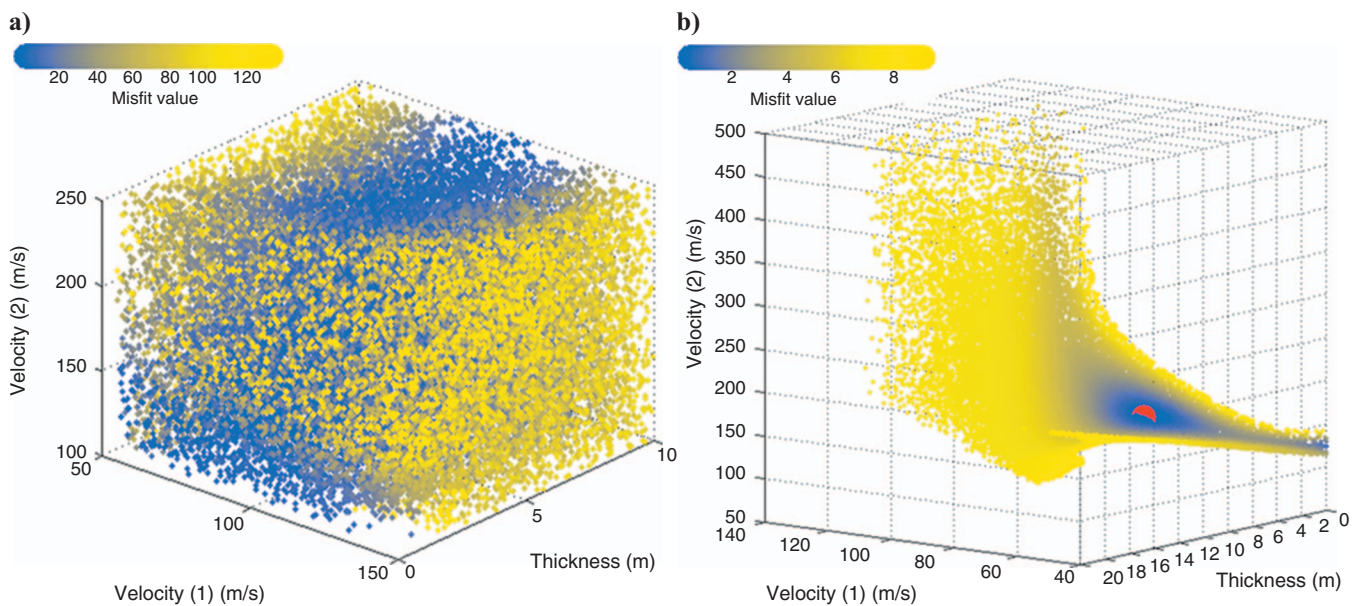 a)
20 40 60 80 100 120
Misfit value
250
200
150
100
Velocity (2) (m/s)
50
100
150
Velocity (1) (m/s)
0
5
10
Thickness (m)
b)
2 4 6 8
Misfit value
500
450
400
350
300
250
200
150
100
50
Velocity (2) (m/s)
140
120
100
80
60
40
Velocity (1) (m/s)
20 18 16 14 12 10 8 6 4 2 0
Thickness (m)